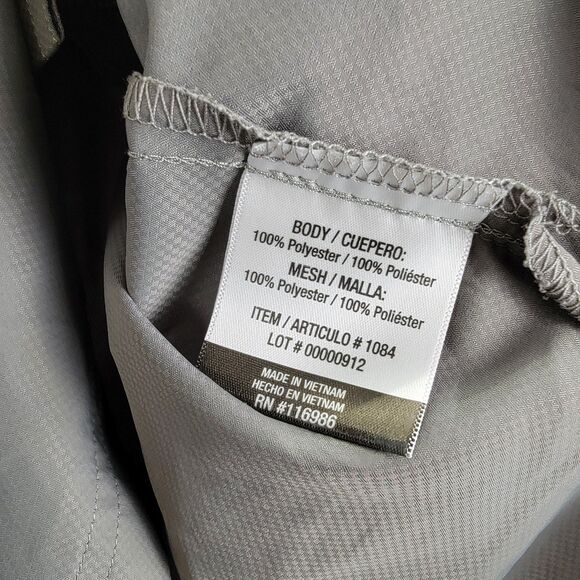 BODY / CUEPERO:
100% Polyester / 100% Poliéster
MESH / MALLA:
100% Polyester / 100% Poliéster
ITEM / ARTICULO # 1084
LOT # 00000912
MADE IN VIETNAM
HECHO EN VIETNAM
RN #116986